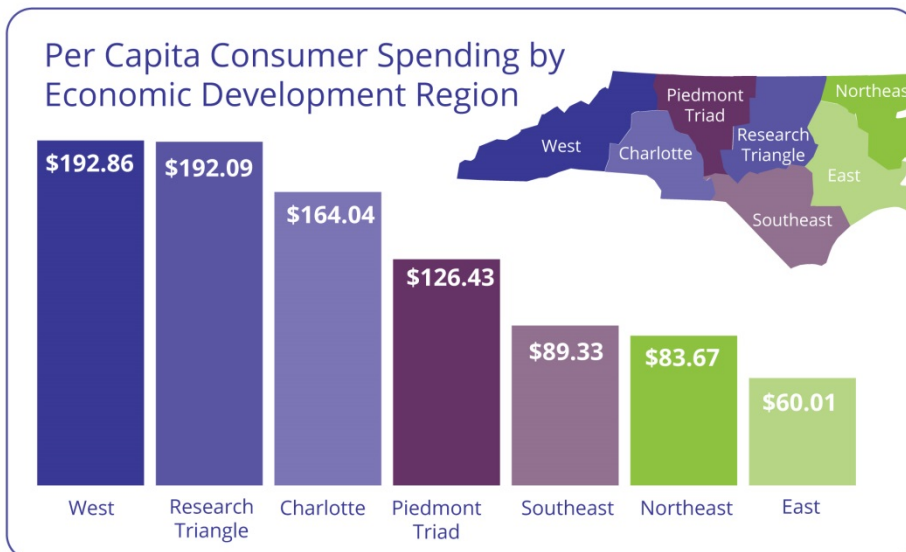 Per Capita Consumer Spending by
Economic Development Region
West
Charlotte
Piedmont
Triad
Research
Triangle
East
Southeast
$192.86
$192.09
$164.04
$126.43
$89.33
$83.67
$60.01
West
Research
Triangle
Charlotte
Piedmont
Triad
Southeast
Northeast
East